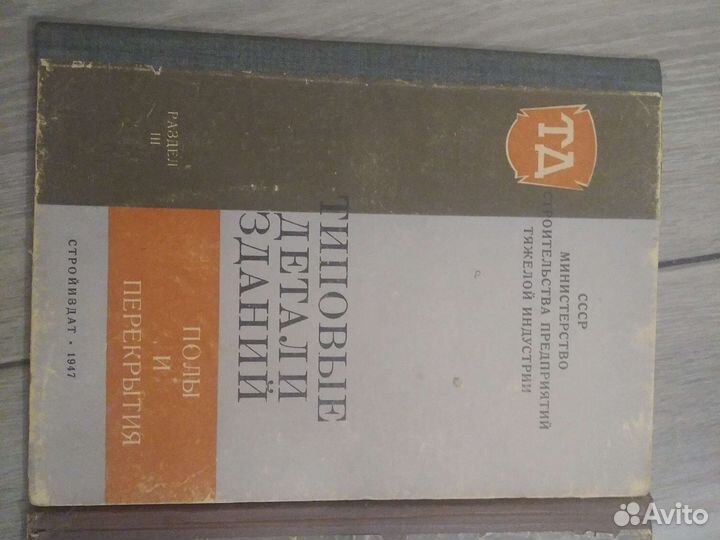 СССР
МИНИСТЕРСТВО
СТРОИТЕЛЬСТВА ПРЕДПРИЯТИЙ
ТЯЖЕЛОЙ ИНДУСТРИИ
ТД
ТИПОВЫЕ
ДЕТАЛИ
ЗДАНИЙ
РАЗДЕЛ
III
ПОЛЫ
И
ПЕРЕКРЫТИЯ
СТРОЙИЗДАТ • 1947
Avito